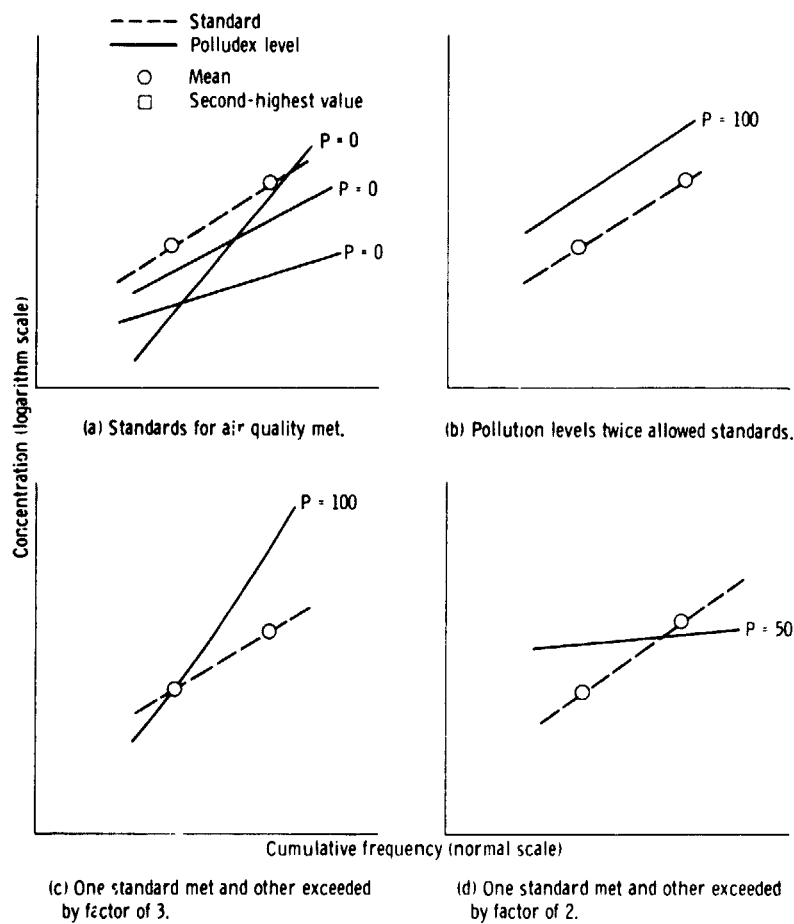 Standard
Polludex level
Mean
Second-highest value
P = 0
P = 0
P = 0
P = 100
(a) Standards for air quality met.
(b) Pollution levels twice allowed standards.
Concentration (logarithm scale)
P = 100
P = 50
Cumulative frequency (normal scale)
(c) One standard met and other exceeded
by factor of 3.
(d) One standard met and other exceeded
by factor of 2.